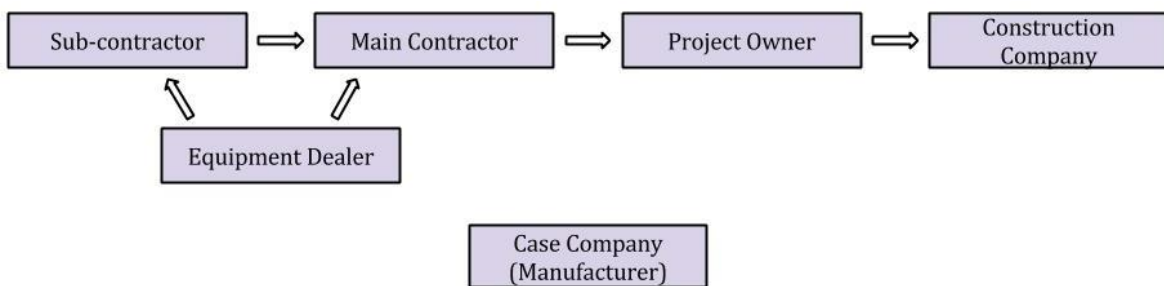 Sub-contractor
Main Contractor
Project Owner
Construction
Company
Equipment Dealer
Case Company
(Manufacturer)